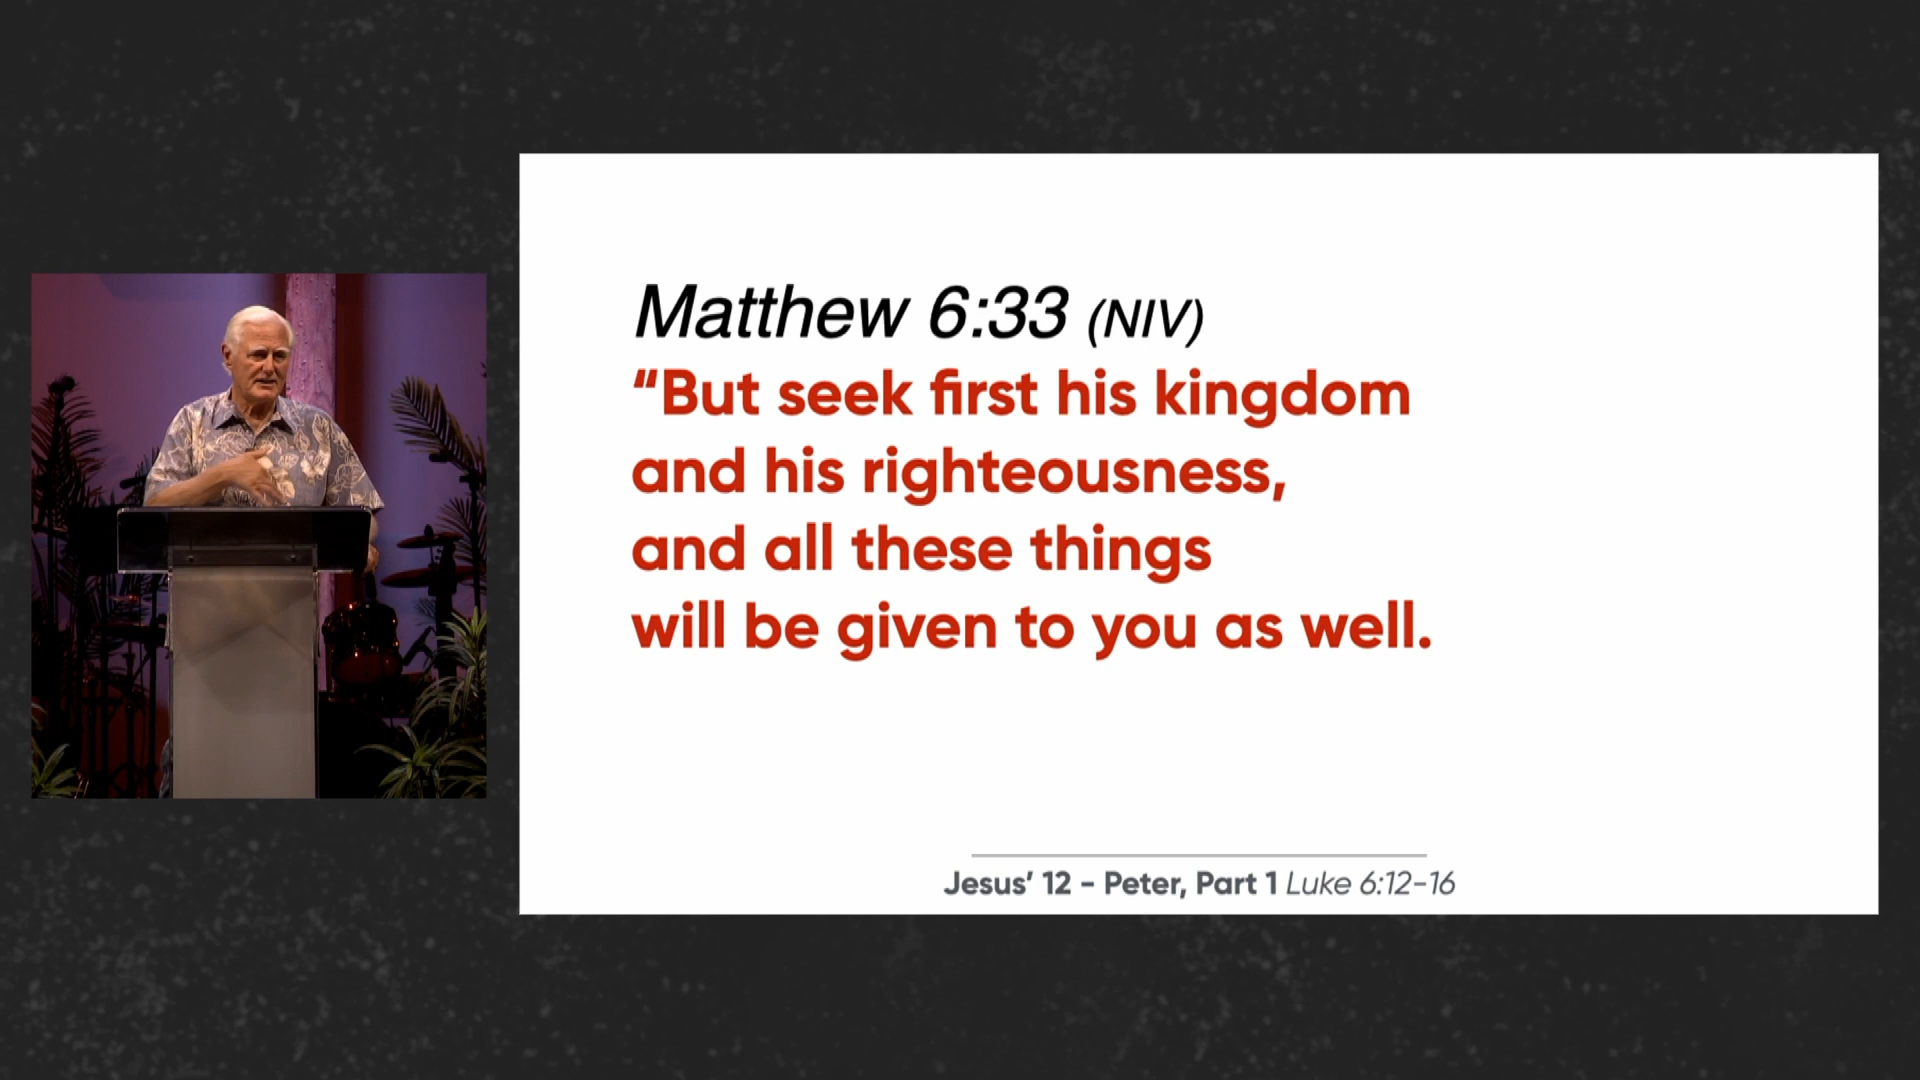 Matthew 6:33 (NIV)
“But seek first his kingdom
and his righteousness,
and all these things
will be given to you as well.
Jesus’ 12 - Peter, Part 1 Luke 6:12-16